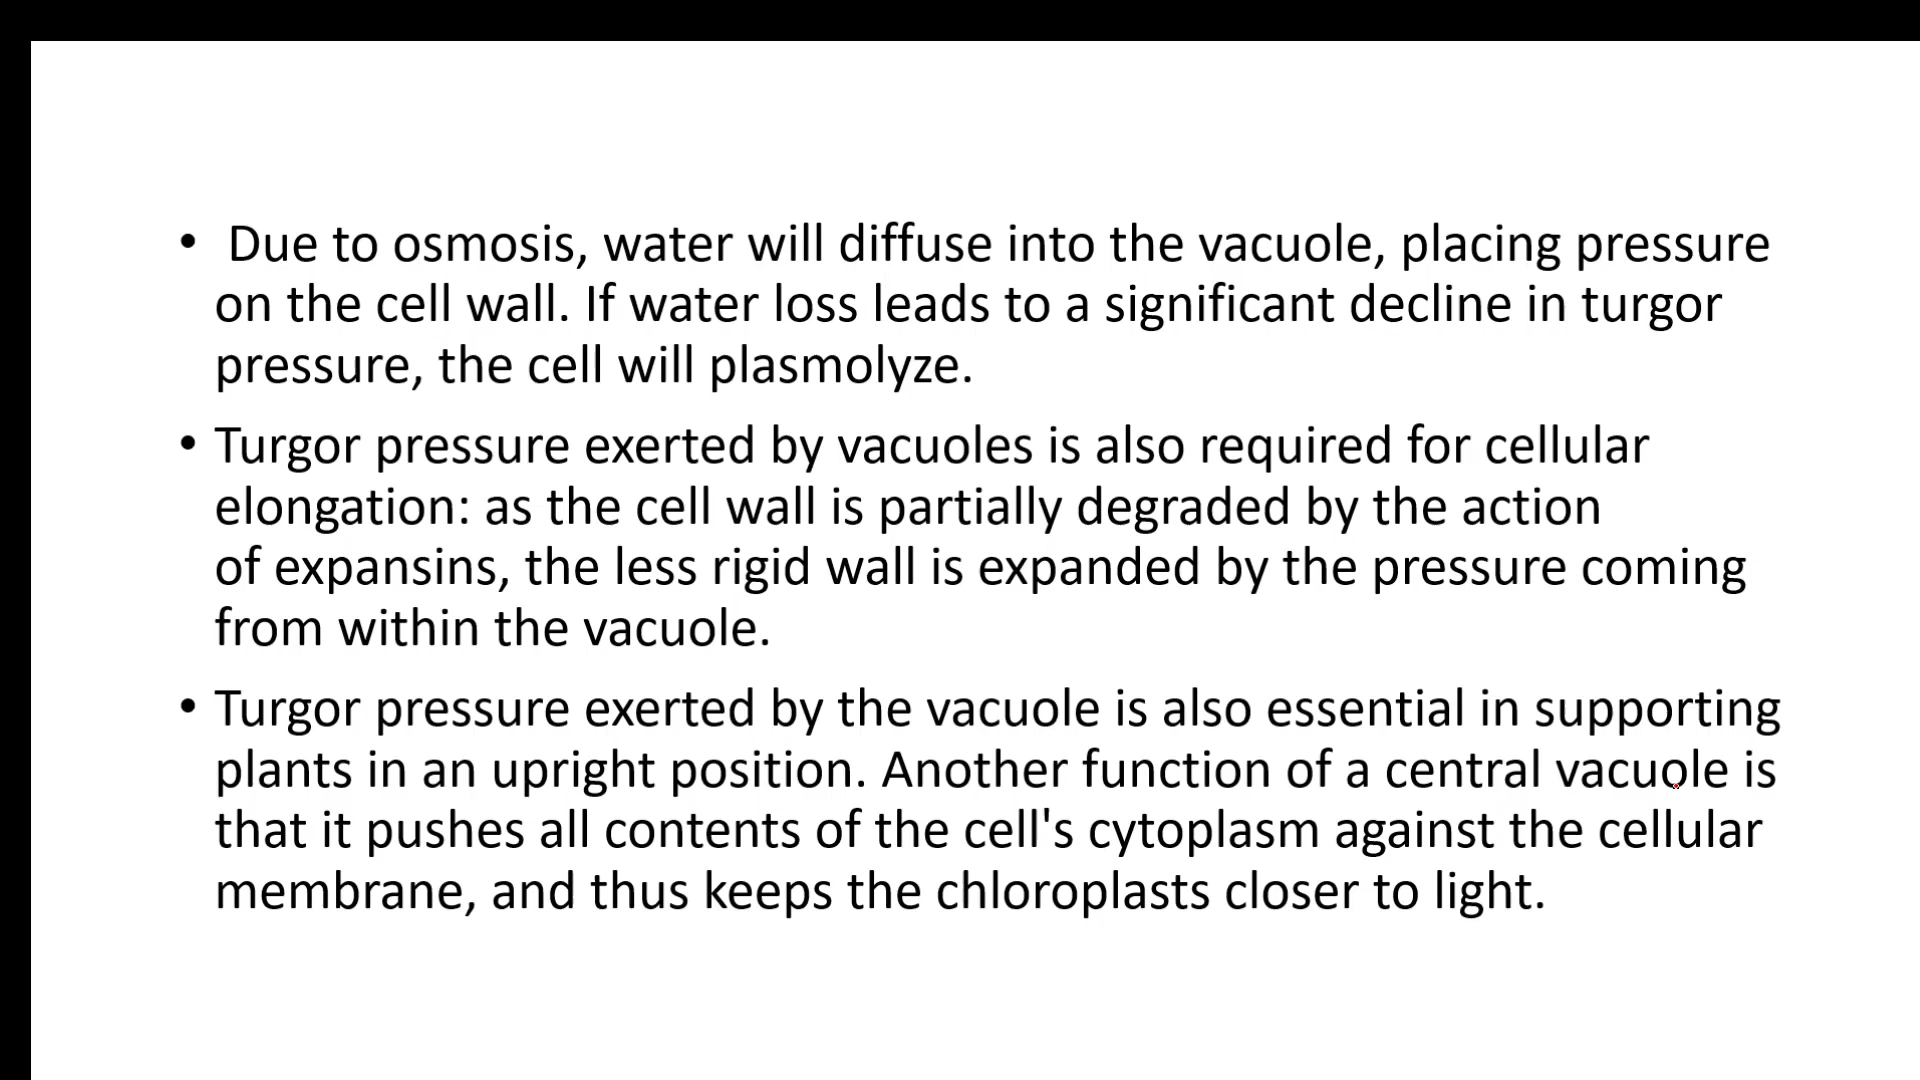 • Due to osmosis, water will diffuse into the vacuole, placing pressure
on the cell wall. If water loss leads to a significant decline in turgor
pressure, the cell will plasmolyze.
• Turgor pressure exerted by vacuoles is also required for cellular
elongation: as the cell wall is partially degraded by the action
of expansins, the less rigid wall is expanded by the pressure coming
from within the vacuole.
• Turgor pressure exerted by the vacuole is also essential in supporting
plants in an upright position. Another function of a central vacuole is
that it pushes all contents of the cell's cytoplasm against the cellular
membrane, and thus keeps the chloroplasts closer to light.